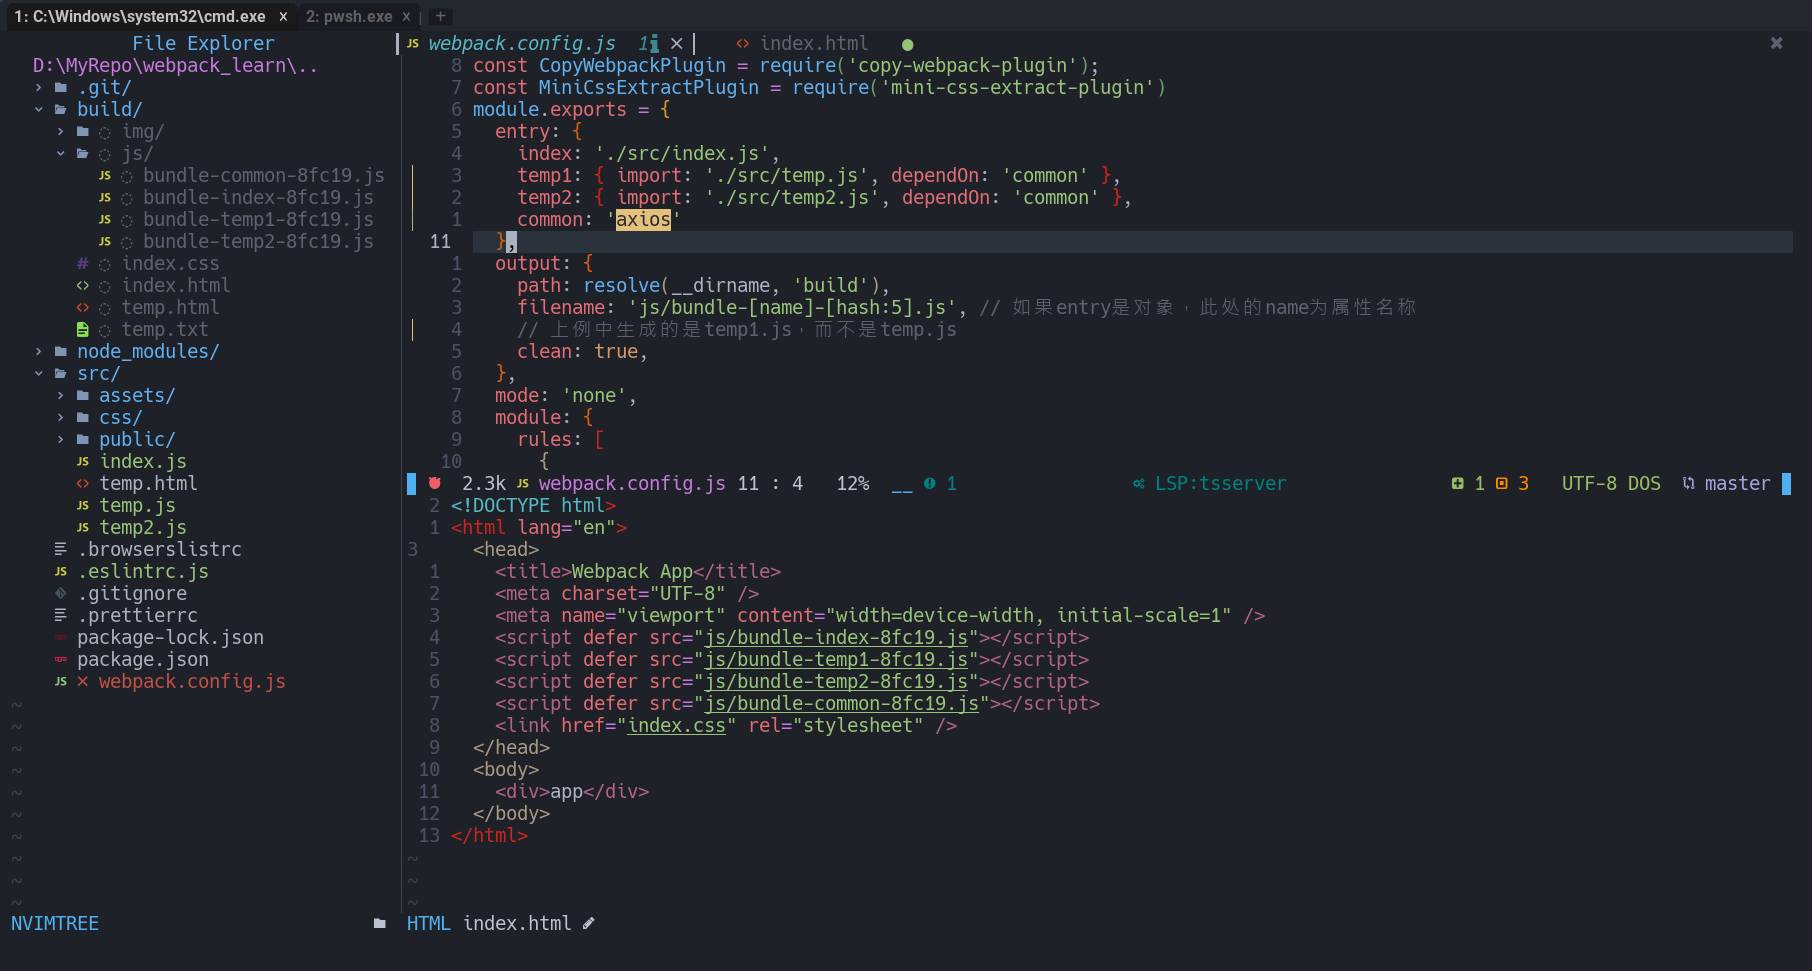 1: C:\Windows\system32\cmd.exe × 2: pwsh.exe × +
File Explorer
D:\MyRepo\webpack_learn\..
.git/
build/
img/
js/
JS bundle-common-8fc19.js
JS bundle-index-8fc19.js
JS bundle-temp1-8fc19.js
JS bundle-temp2-8fc19.js
# index.css
<> index.html
<> temp.html
temp.txt
node_modules/
src/
assets/
css/
public/
JS index.js
<> temp.html
JS temp.js
JS temp2.js
.browserslistrc
JS .eslintrc.js
.gitignore
.prettierrc
package-lock.json
package.json
JS × webpack.config.js
~
~
~
~
~
~
~
~
~
~
NVIMTREE
JS webpack.config.js 1i × <> index.html ●
8 const CopyWebpackPlugin = require('copy-webpack-plugin');
7 const MiniCssExtractPlugin = require('mini-css-extract-plugin')
6 module.exports = {
5 entry: {
4 index: './src/index.js',
3 temp1: { import: './src/temp.js', dependOn: 'common' },
2 temp2: { import: './src/temp2.js', dependOn: 'common' },
1 common: 'axios'
11 },
1 output: {
2 path: resolve(__dirname, 'build'),
3 filename: 'js/bundle-[name]-[hash:5].js', // 如果entry是对象，此处的name为属性名称
4 // 上例中生成的是temp1.js，而不是temp.js
5 clean: true,
6 },
7 mode: 'none',
8 module: {
9 rules: [
10 {
2.3k JS webpack.config.js 11 : 4 12% __ 1 LSP:tsserver 1 3 UTF-8 DOS master
2 <!DOCTYPE html>
1 <html lang="en">
3 <head>
1 <title>Webpack App</title>
2 <meta charset="UTF-8" />
3 <meta name="viewport" content="width=device-width, initial-scale=1" />
4 <script defer src="js/bundle-index-8fc19.js"></script>
5 <script defer src="js/bundle-temp1-8fc19.js"></script>
6 <script defer src="js/bundle-temp2-8fc19.js"></script>
7 <script defer src="js/bundle-common-8fc19.js"></script>
8 <link href="index.css" rel="stylesheet" />
9 </head>
10 <body>
11 <div>app</div>
12 </body>
13 </html>
~
~
~
HTML index.html